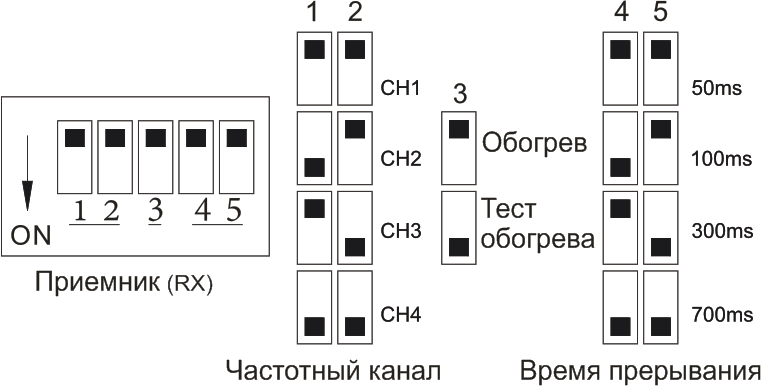 1 2
CH1
CH2
CH3
CH4
Частотный канал
3
Обогрев
Тест
обогрева
4 5
50ms
100ms
300ms
700ms
Время прерывания
1 2 3 4 5
ON
Приемник (RX)